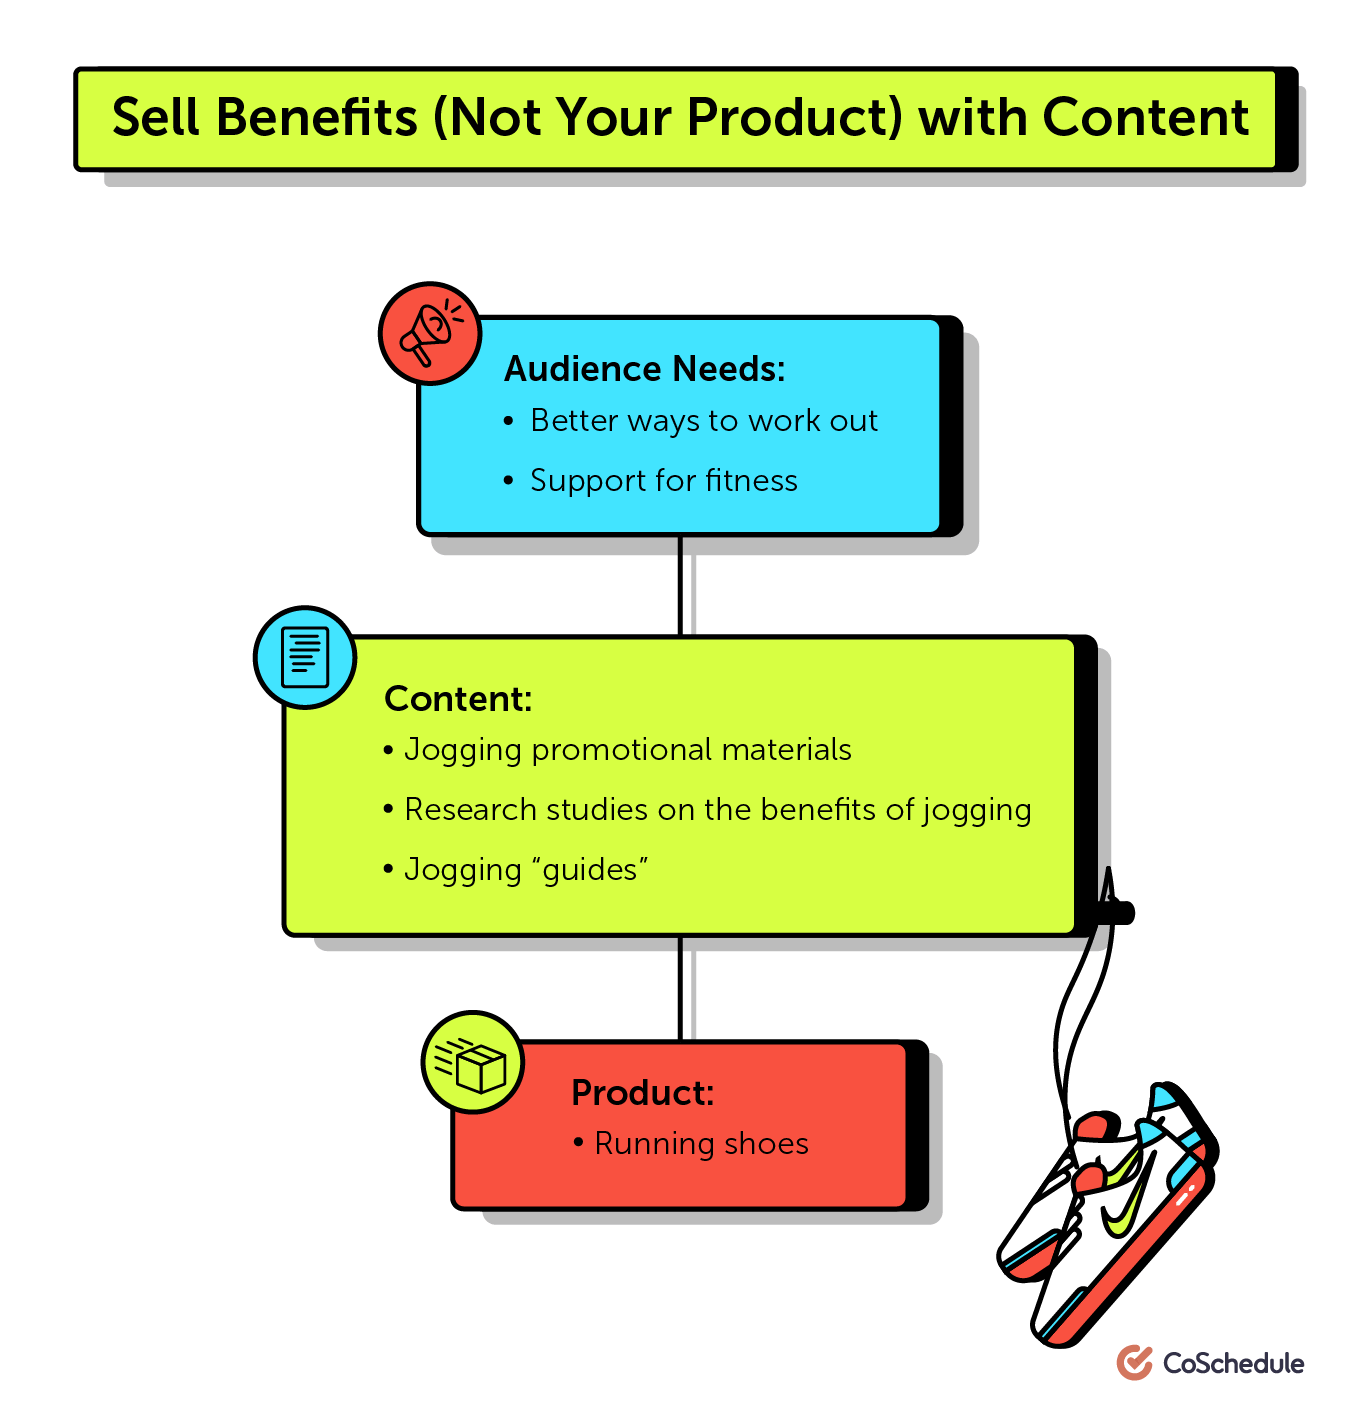 Sell Benefits (Not Your Product) with Content
Audience Needs:
• Better ways to work out
• Support for fitness
Content:
• Jogging promotional materials
• Research studies on the benefits of jogging
• Jogging “guides”
Product:
• Running shoes
CoSchedule